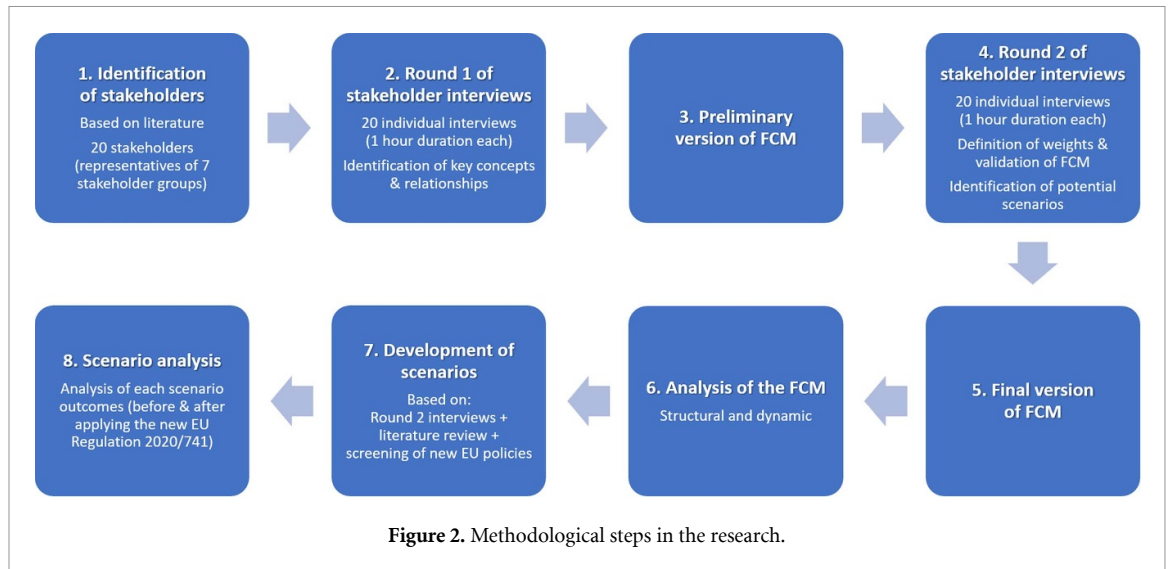 1. Identification
of stakeholders
Based on literature
20 stakeholders
(representatives of 7
stakeholder groups)
2. Round 1 of
stakeholder interviews
20 individual interviews
(1 hour duration each)
Identification of key concepts
& relationships
3. Preliminary
version of FCM
4. Round 2 of
stakeholder interviews
20 individual interviews
(1 hour duration each)
Definition of weights &
validation of FCM
Identification of potential
scenarios
5. Final version
of FCM
6. Analysis of the FCM
Structural and dynamic
7. Development of
scenarios
Based on:
Round 2 interviews +
literature review +
screening of new EU policies
8. Scenario analysis
Analysis of each scenario
outcomes (before & after
applying the new EU
Regulation 2020/741)
Figure 2. Methodological steps in the research.